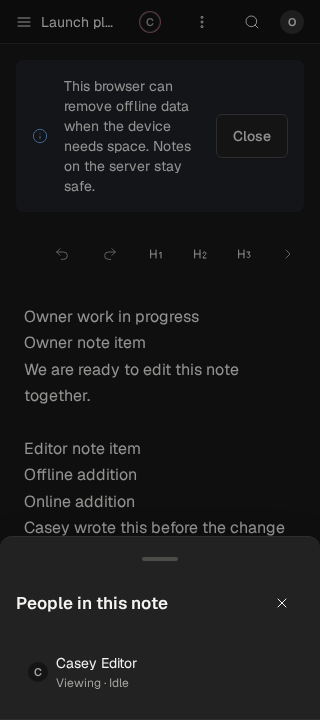 Launch pl...
C
O
This browser can
remove offline data
when the device
needs space. Notes
on the server stay
safe.
Close
H1
H2
H3
Owner work in progress
Owner note item
We are ready to edit this note
together.
Editor note item
Offline addition
Online addition
Casey wrote this before the change
People in this note
C
Casey Editor
Viewing · Idle